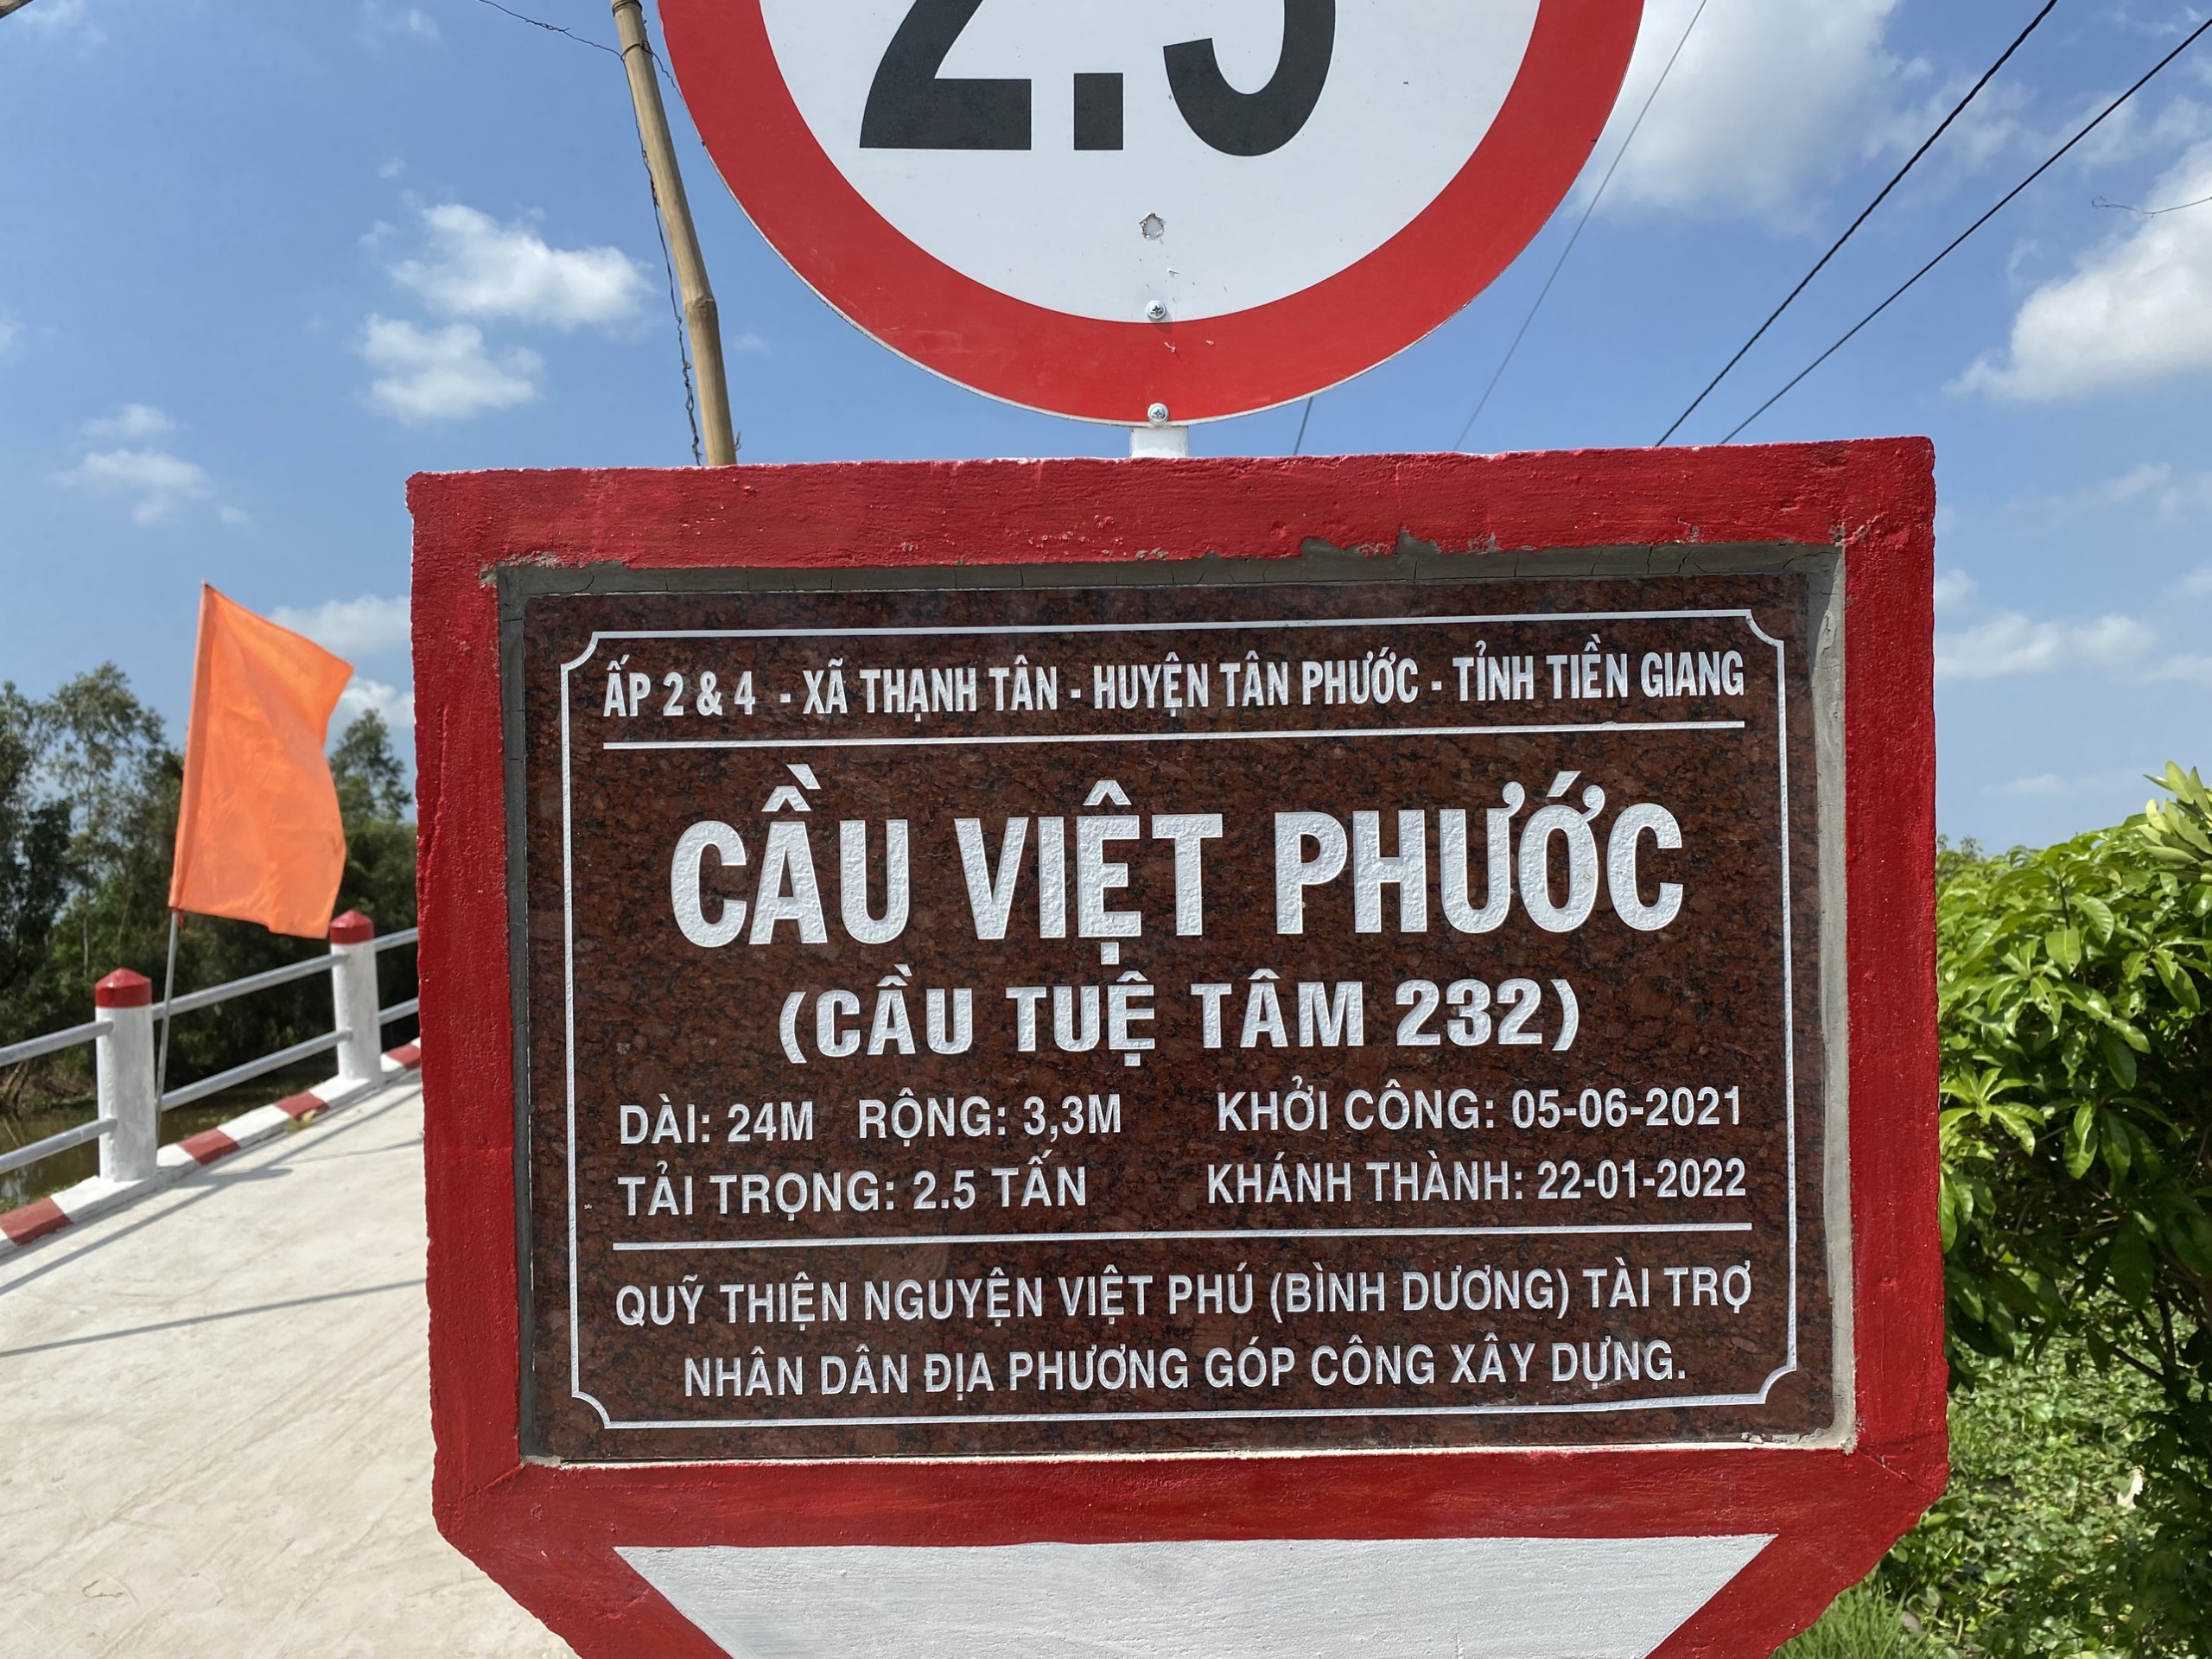 2.5
ẤP 2 & 4 - XÃ THẠNH TÂN - HUYỆN TÂN PHƯỚC - TỈNH TIỀN GIANG
CẦU VIỆT PHƯỚC
(CẦU TUỆ TÂM 232)
DÀI: 24M RỘNG: 3,3M KHỞI CÔNG: 05-06-2021
TẢI TRỌNG: 2.5 TẤN KHÁNH THÀNH: 22-01-2022
QUỸ THIỆN NGUYỆN VIỆT PHÚ (BÌNH DƯƠNG) TÀI TRỢ
NHÂN DÂN ĐỊA PHƯƠNG GÓP CÔNG XÂY DỰNG.